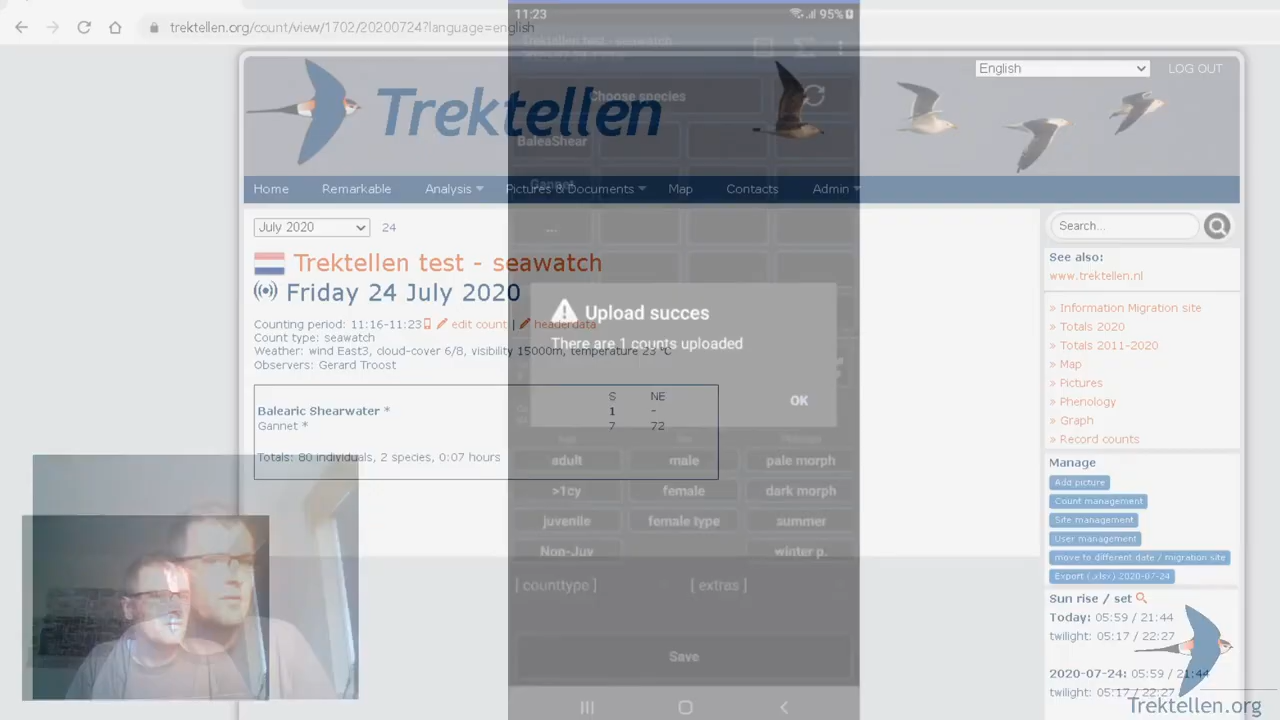 11:23
95%
trektellen.org/count/view/1702/20200724?language=english
Trektellen test - seawatch
English
LOG OUT
Trektellen
Choose species
BaleaShear
Gannet
...
Home Remarkable Analysis Pictures & Documents Map Contacts Admin
July 2020 24
Trektellen test - seawatch
Friday 24 July 2020
Counting period: 11:16-11:23 edit count | headerdata
Count type: seawatch
Weather: wind East3, cloud-cover 6/8, visibility 15000m, temperature 23 °C
Observers: Gerard Troost
S NE
Balearic Shearwater * 1 -
Gannet * 7 72
Totals: 80 individuals, 2 species, 0:07 hours
Upload succes
There are 1 counts uploaded
OK
adult male pale morph
>1cy female dark morph
juvenile female type summer
Non-Juv winter p.
[ counttype ] [ extras ]
Save
Search...
See also:
www.trektellen.nl
» Information Migration site
» Totals 2020
» Totals 2011-2020
» Map
» Pictures
» Phenology
» Graph
» Record counts
Manage
Add picture
Count management
Site management
User management
move to different date / migration site
Export (.xlsx) 2020-07-24
Sun rise / set
Today: 05:59 / 21:44
twilight: 05:17 / 22:27
2020-07-24: 05:59 / 21:44
twilight: 05:17 / 22:27
Trektellen.org